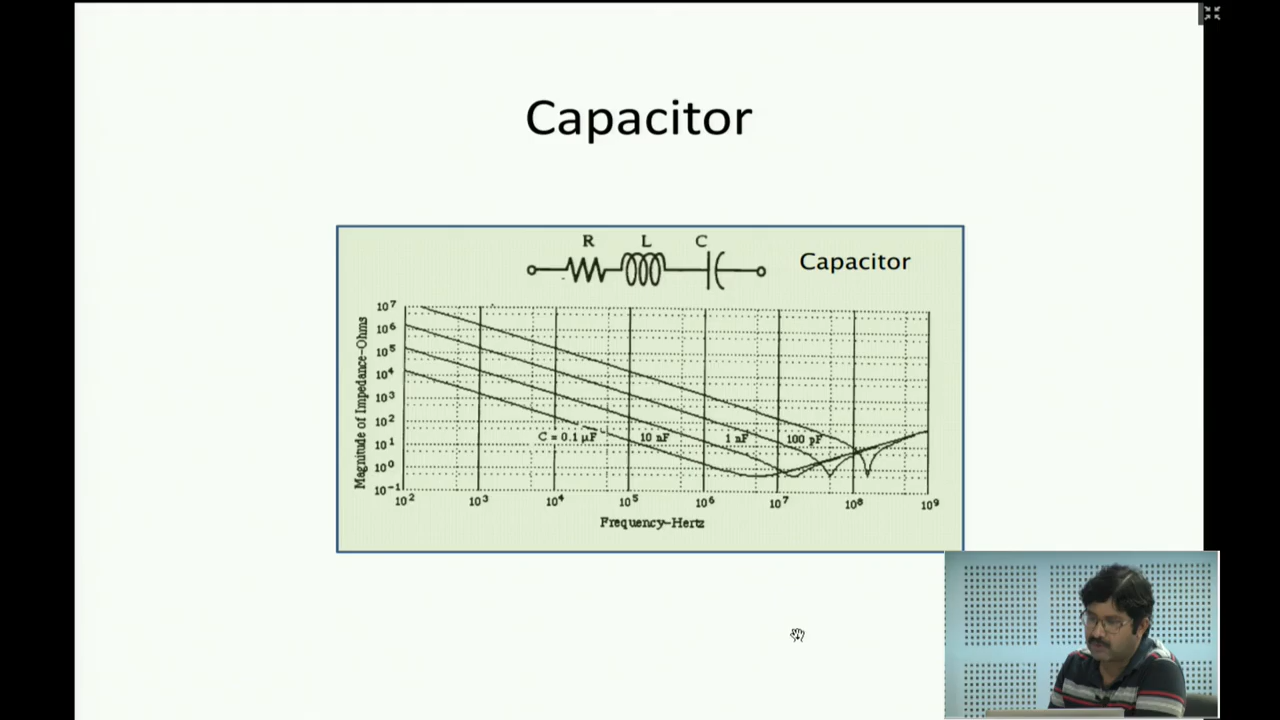 Capacitor
R L C
Capacitor
10⁷
10⁶
10⁵
10⁴
10³
10²
10¹
10⁰
10⁻¹
Magnitude of Impedance-Ohms
C = 0.1 µF 10 nF 1 nF 100 pF
10² 10³ 10⁴ 10⁵ 10⁶ 10⁷ 10⁸ 10⁹
Frequency-Hertz